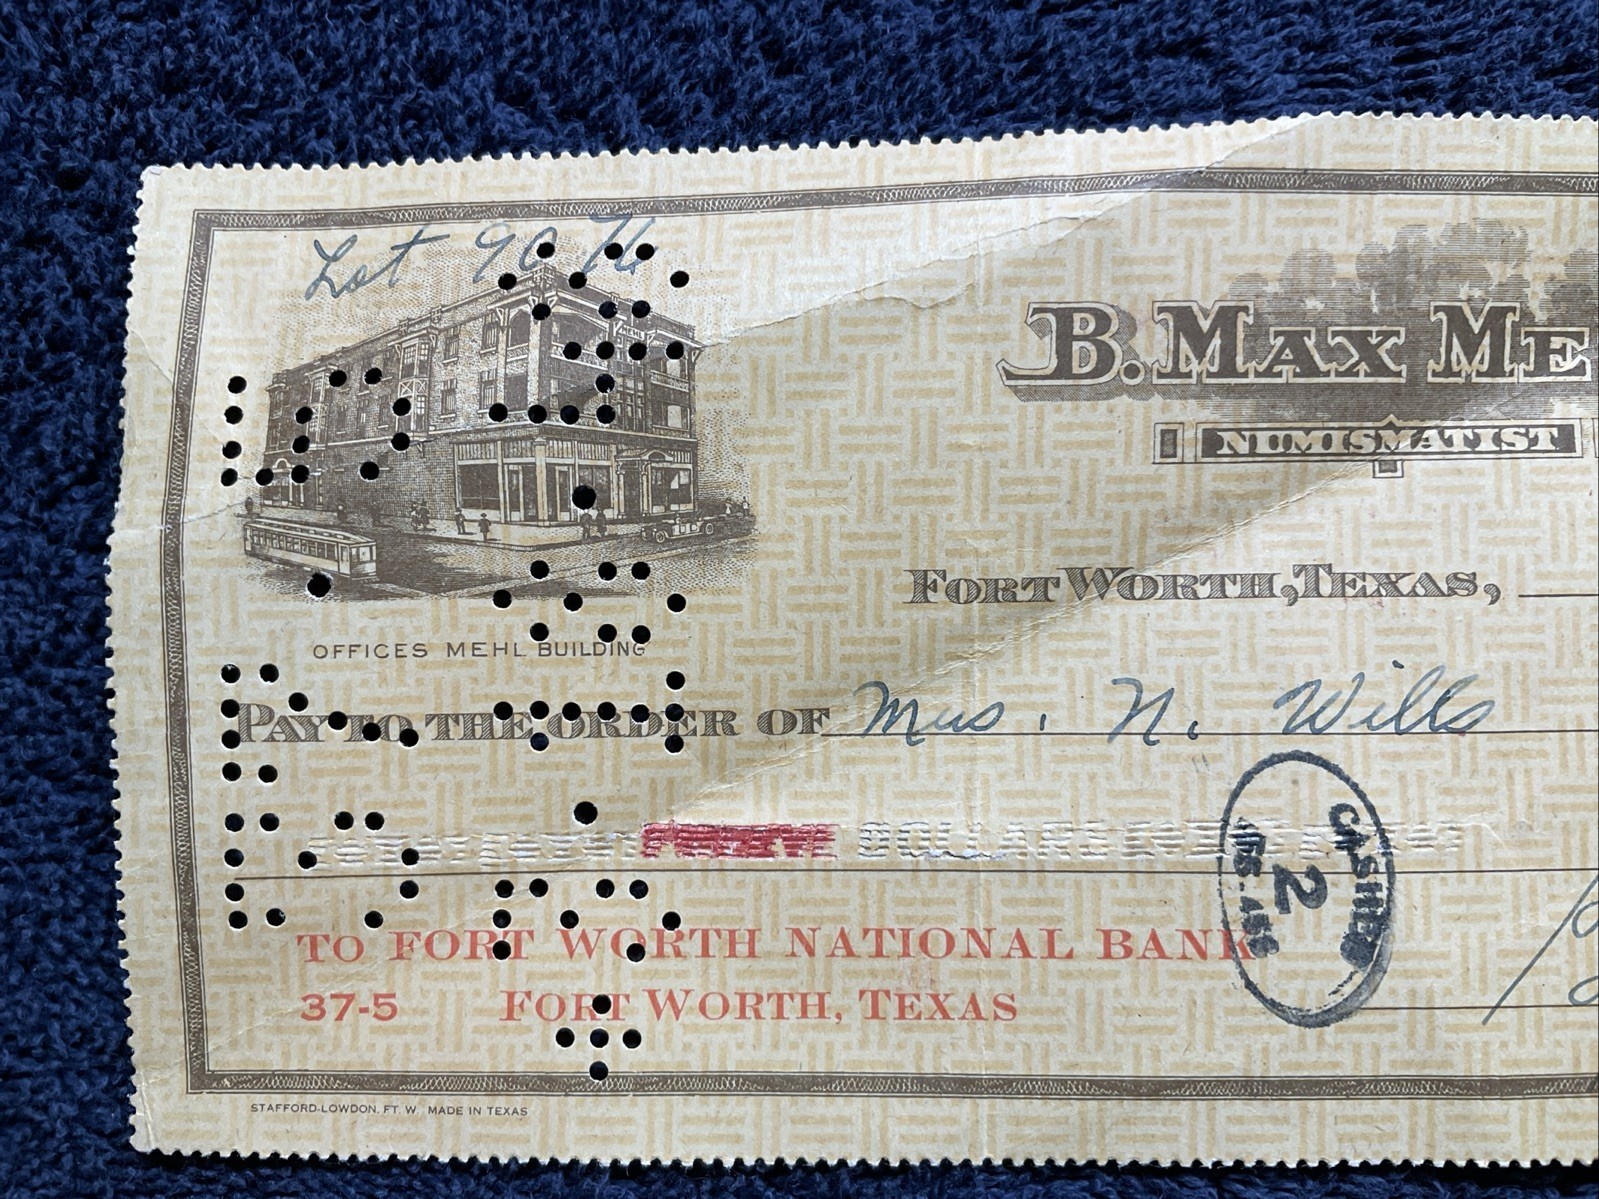 Lot 90
MEHL
B. MAX ME
NUMISMATIST
FORT WORTH, TEXAS,
OFFICES MEHL BUILDING
PAY TO THE ORDER OF Mrs. N. Wills
DOLLARS
CASHIER
2
TO FORT WORTH NATIONAL BANK
37-5 FORT WORTH, TEXAS
STAFFORD-LOWDON, FT. W. MADE IN TEXAS